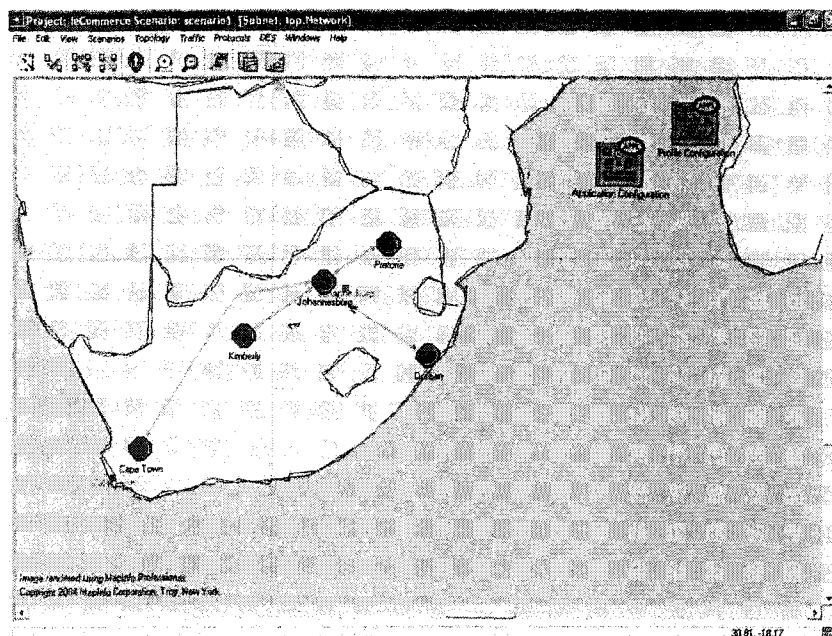 Project: IeCommerce Scenario: scenario1 [Subnet: top.Network]
File Edit View Scenarios Topology Traffic Protocols DES Windows Help
Profile Configuration
Application Configuration
Pretoria
Johannesburg
Kimberly
Durban
Cape Town
Image rendered using MapInfo Professional.
Copyright 2004 MapInfo Corporation, Troy, New York.
30.81, -18.17